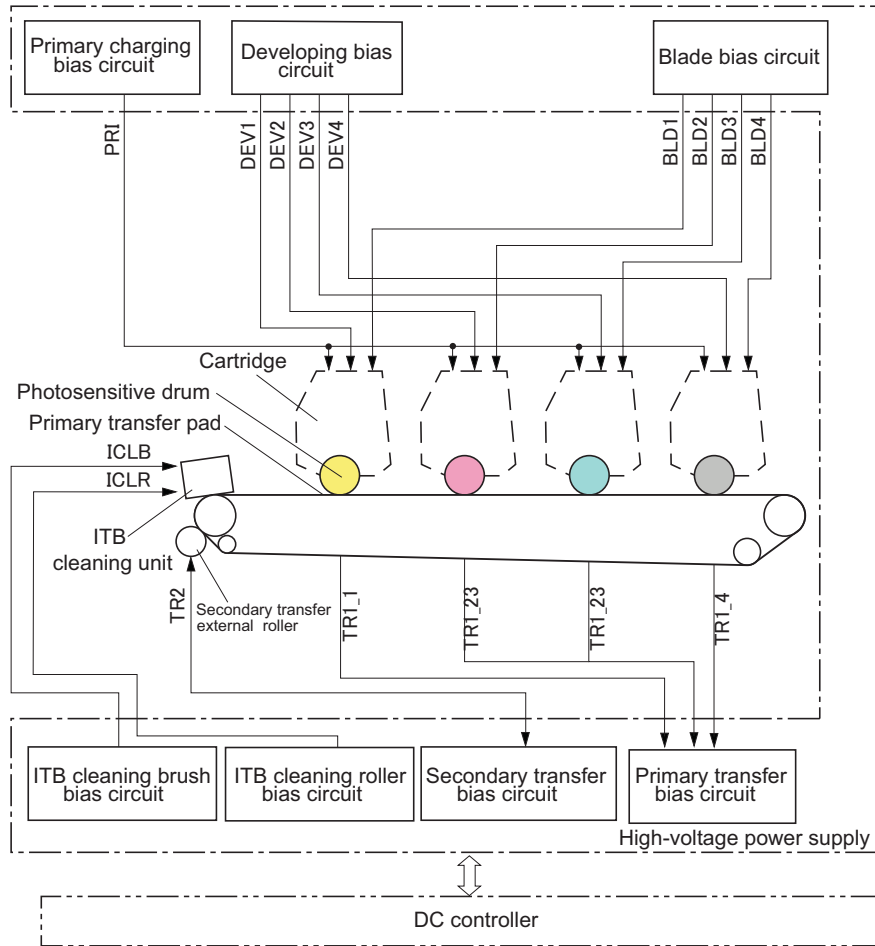 Primary charging
bias circuit
Developing bias
circuit
Blade bias circuit
PRI
DEV1
DEV2
DEV3
DEV4
BLD1
BLD2
BLD3
BLD4
Cartridge
Photosensitive drum
Primary transfer pad
ICLB
ICLR
ITB
cleaning unit
TR2
Secondary transfer
external roller
TR1_1
TR1_23
TR1_23
TR1_4
ITB cleaning brush
bias circuit
ITB cleaning roller
bias circuit
Secondary transfer
bias circuit
Primary transfer
bias circuit
High-voltage power supply
DC controller